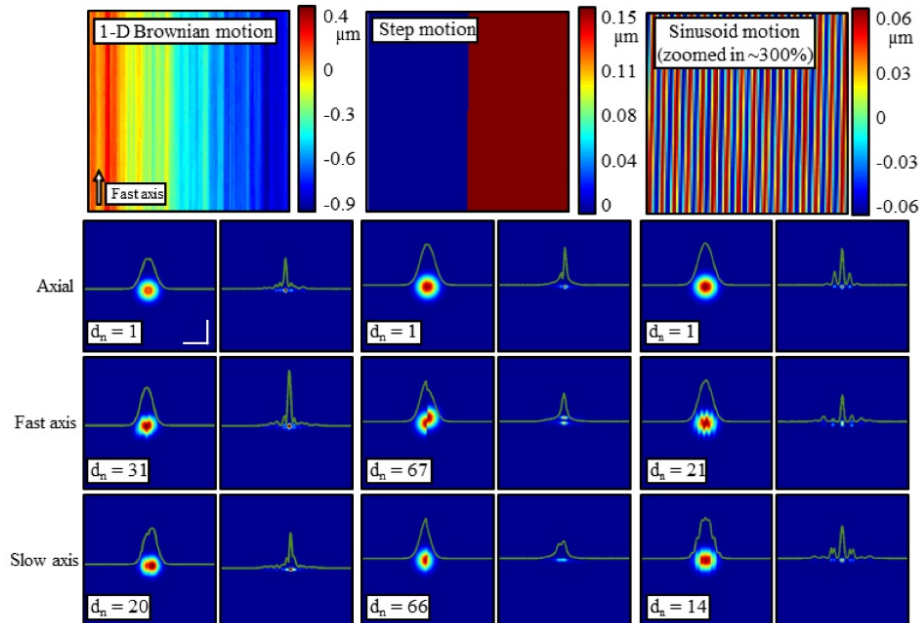 1-D Brownian motion
Fast axis
0.4
μm
0
-0.3
-0.6
-0.9
Step motion
0.15
μm
0.11
0.08
0.04
0
Sinusoid motion
(zoomed in ~300%)
0.06
μm
0.03
0
-0.03
-0.06
Axial
dₙ = 1
dₙ = 1
dₙ = 1
Fast axis
dₙ = 31
dₙ = 67
dₙ = 21
Slow axis
dₙ = 20
dₙ = 66
dₙ = 14